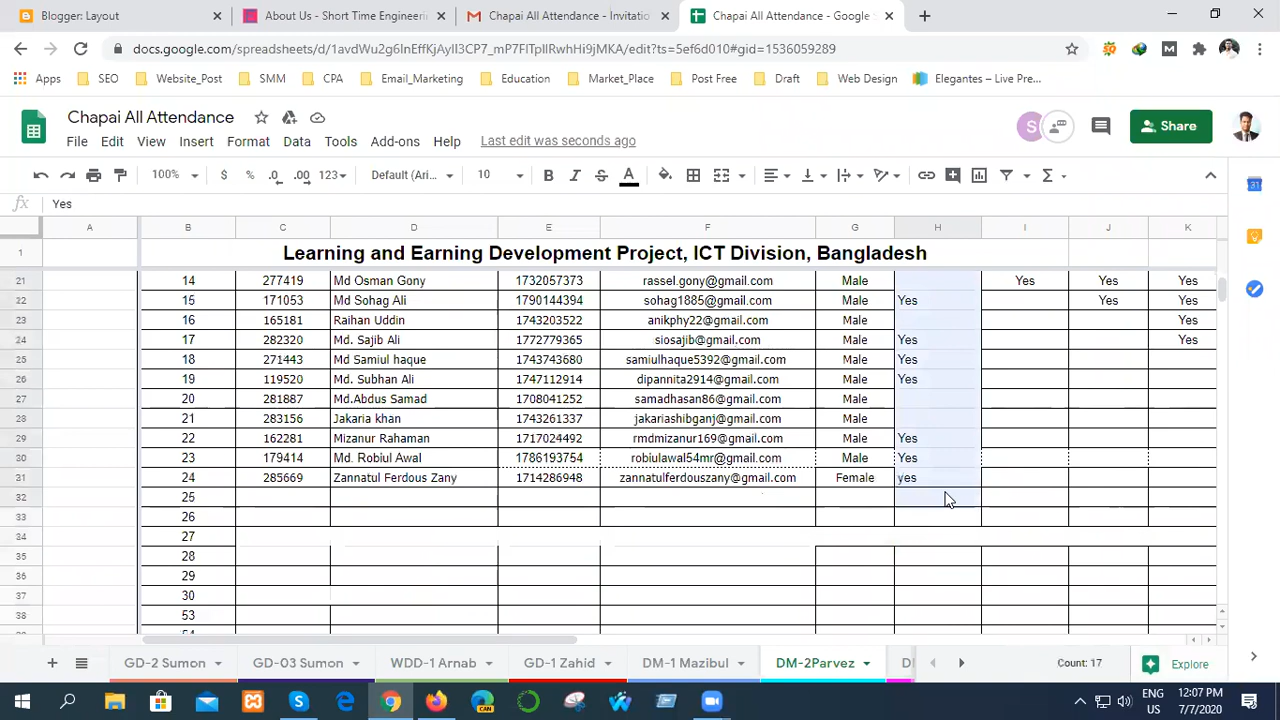 Blogger: Layout
About Us - Short Time Engineeri
Chapai All Attendance - Invitatio
Chapai All Attendance - Google
docs.google.com/spreadsheets/d/1avdWu2g6InEffKjAyII3CP7_mP7FlTpllRwhHi9jMKA/edit?ts=5ef6d010#gid=1536059289
Apps SEO Website_Post SMM CPA Email_Marketing Education Market_Place Post Free Draft Web Design Elegantes – Live Pre...
Chapai All Attendance
File Edit View Insert Format Data Tools Add-ons Help Last edit was seconds ago
S
Share
100% $ % .0 .00 123 Default (Ari... 10 B I S A
fx Yes
A B C D E F G H I J K
1 Learning and Earning Development Project, ICT Division, Bangladesh
21 14 277419 Md Osman Gony 1732057373 rassel.gony@gmail.com Male Yes Yes Yes
22 15 171053 Md Sohag Ali 1790144394 sohag1885@gmail.com Male Yes Yes Yes
23 16 165181 Raihan Uddin 1743203522 anikphy22@gmail.com Male Yes
24 17 282320 Md. Sajib Ali 1772779365 siosajib@gmail.com Male Yes Yes
25 18 271443 Md Samiul haque 1743743680 samiulhaque5392@gmail.com Male Yes
26 19 119520 Md. Subhan Ali 1747112914 dipannita2914@gmail.com Male Yes
27 20 281887 Md.Abdus Samad 1708041252 samadhasan86@gmail.com Male
28 21 283156 Jakaria khan 1743261337 jakariashibganj@gmail.com Male
29 22 162281 Mizanur Rahaman 1717024492 rmdmizanur169@gmail.com Male Yes
30 23 179414 Md. Robiul Awal 1786193754 robiulawal54mr@gmail.com Male Yes
31 24 285669 Zannatul Ferdous Zany 1714286948 zannatulferdouszany@gmail.com Female yes
32 25
33 26
34 27
35 28
36 29
37 30
38 53
GD-2 Sumon GD-03 Sumon WDD-1 Arnab GD-1 Zahid DM-1 Mazibul DM-2Parvez Count: 17 Explore
ENG 12:07 PM
US 7/7/2020